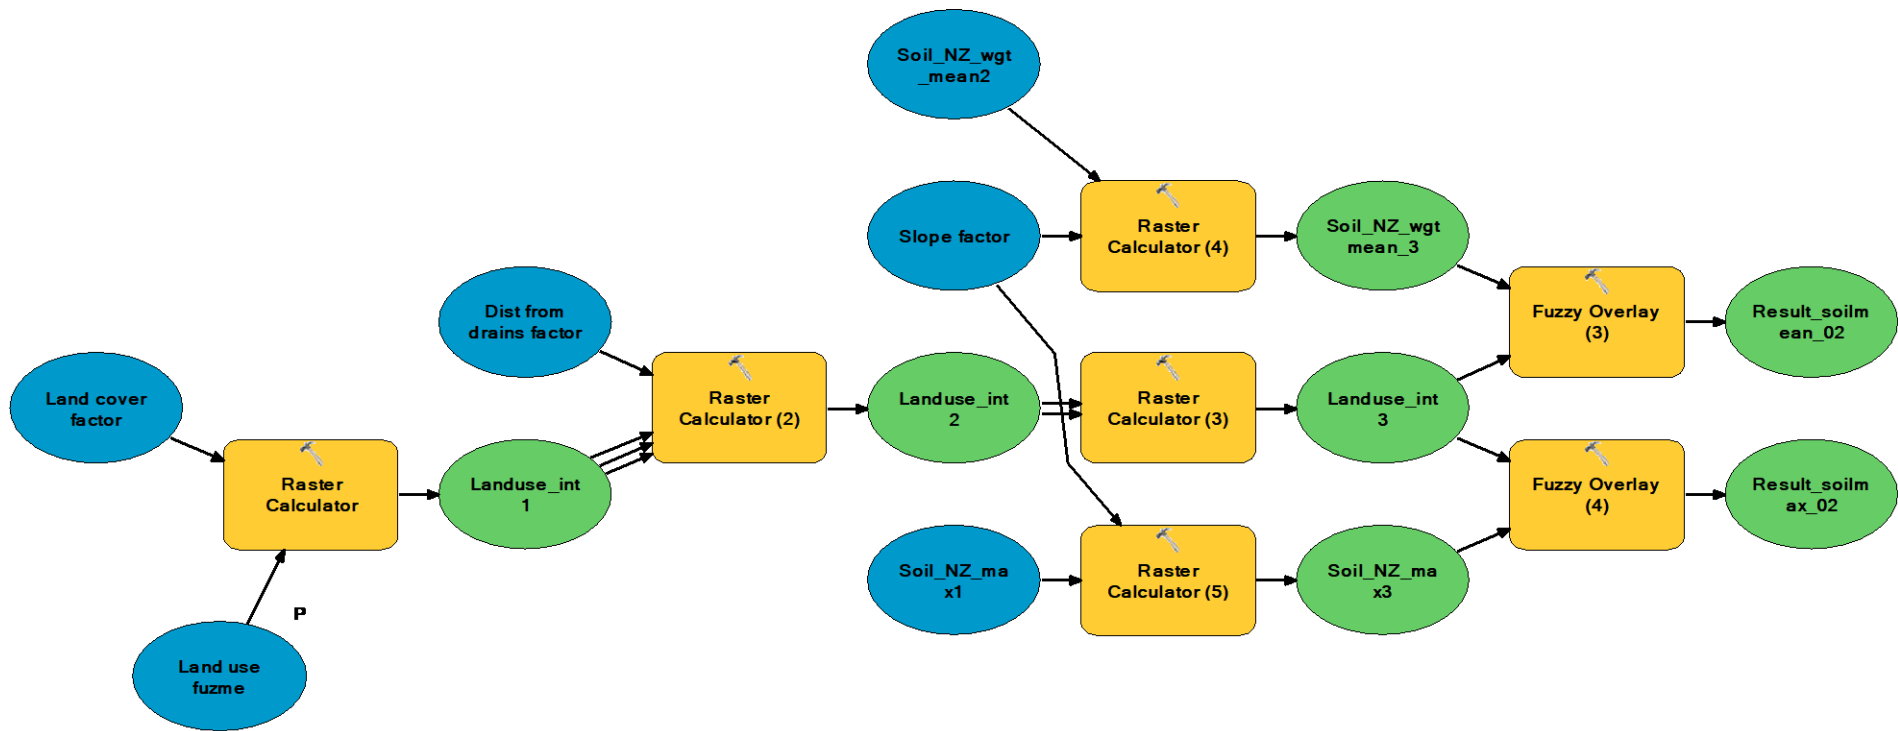 Soil_NZ_wgt
_mean2
Slope factor
Raster
Calculator (4)
Soil_NZ_wgt
mean_3
Dist from
drains factor
Fuzzy Overlay
(3)
Result_soilm
ean_02
Land cover
factor
Raster
Calculator (2)
Landuse_int
2
Raster
Calculator (3)
Landuse_int
3
Raster
Calculator
Landuse_int
1
Fuzzy Overlay
(4)
Result_soilm
ax_02
Soil_NZ_ma
x1
Raster
Calculator (5)
Soil_NZ_ma
x3
P
Land use
fuzme